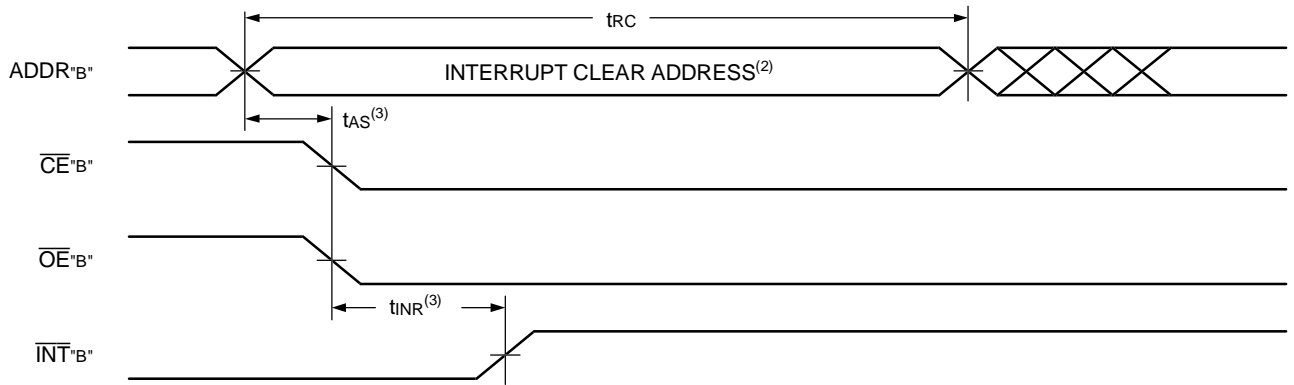 tRC
ADDR"B"
INTERRUPT CLEAR ADDRESS(2)
tAS(3)
CE"B"
OE"B"
tINR(3)
INT"B"